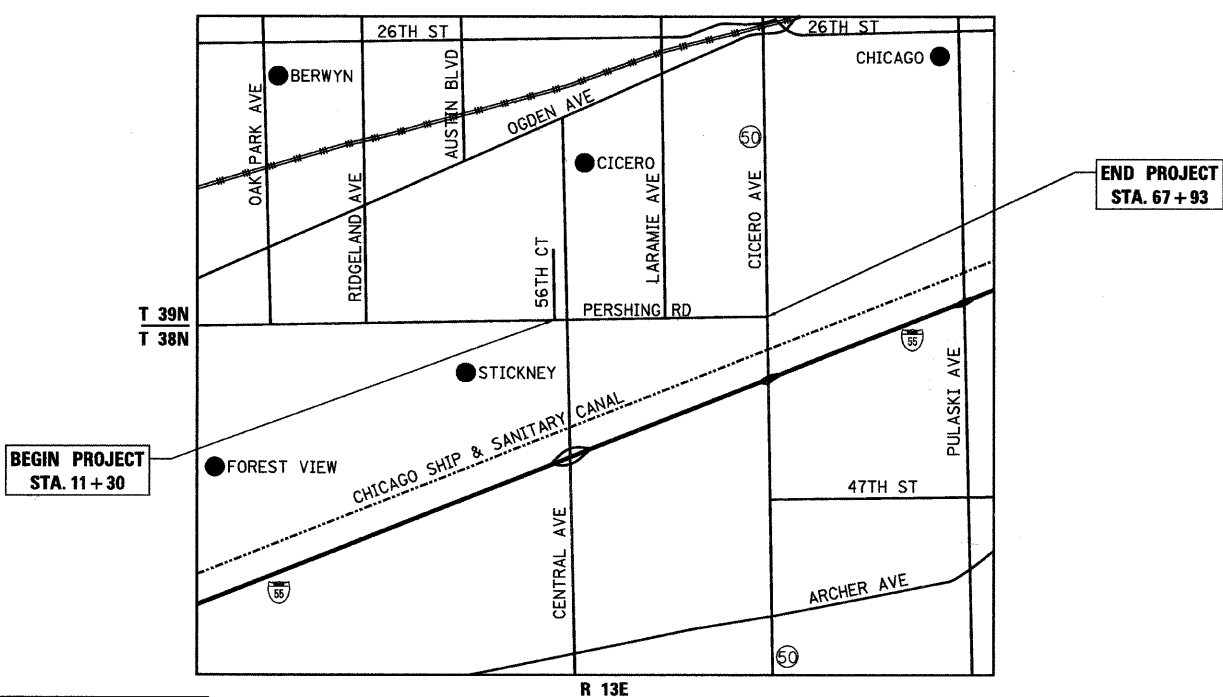 26TH ST
26TH ST
BERWYN
CHICAGO
OAK PARK AVE
AUSTIN BLVD
OGDEN AVE
50
CICERO
RIDGELAND AVE
LARAMIE AVE
CICERO AVE
END PROJECT
STA. 67+93
56TH CT
PERSHING RD
T 39N
T 38N
55
STICKNEY
PULASKI AVE
CHICAGO SHIP & SANITARY CANAL
BEGIN PROJECT
STA. 11+30
FOREST VIEW
47TH ST
CENTRAL AVE
55
ARCHER AVE
50
R 13E